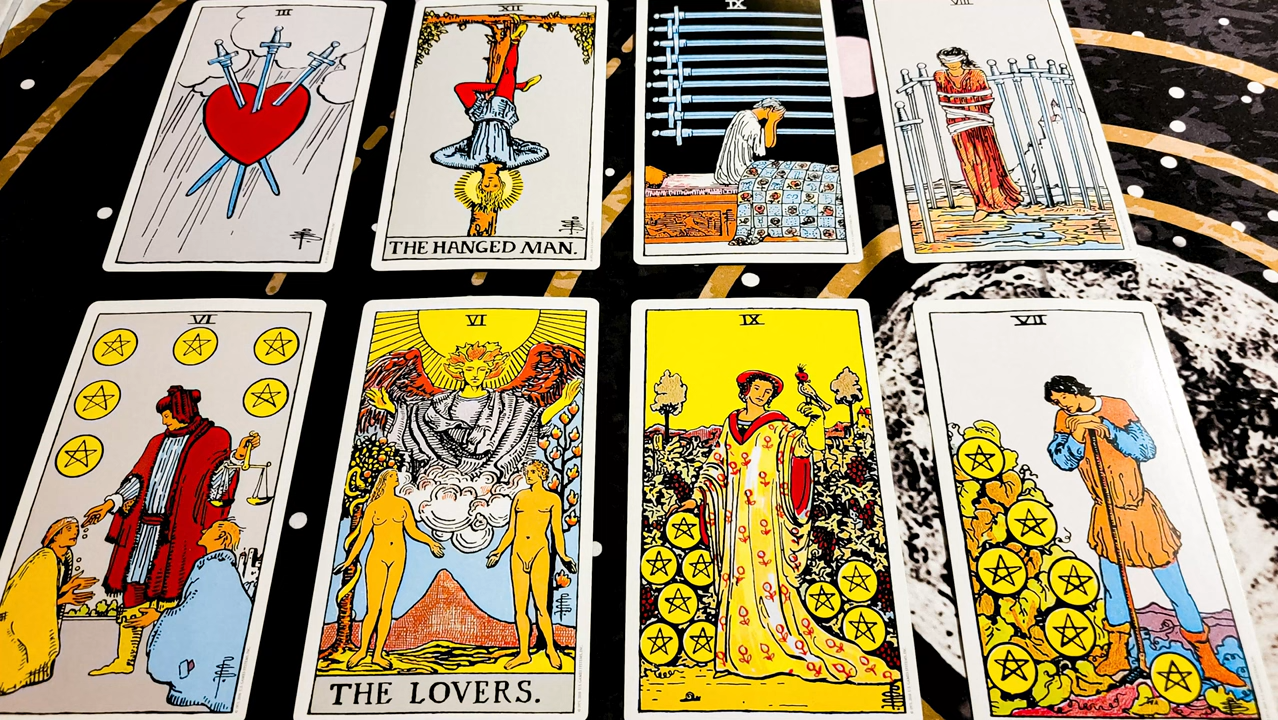 III
XII
IX
VIII
THE HANGED MAN.
VI
VI
IX
VII
THE LOVERS.